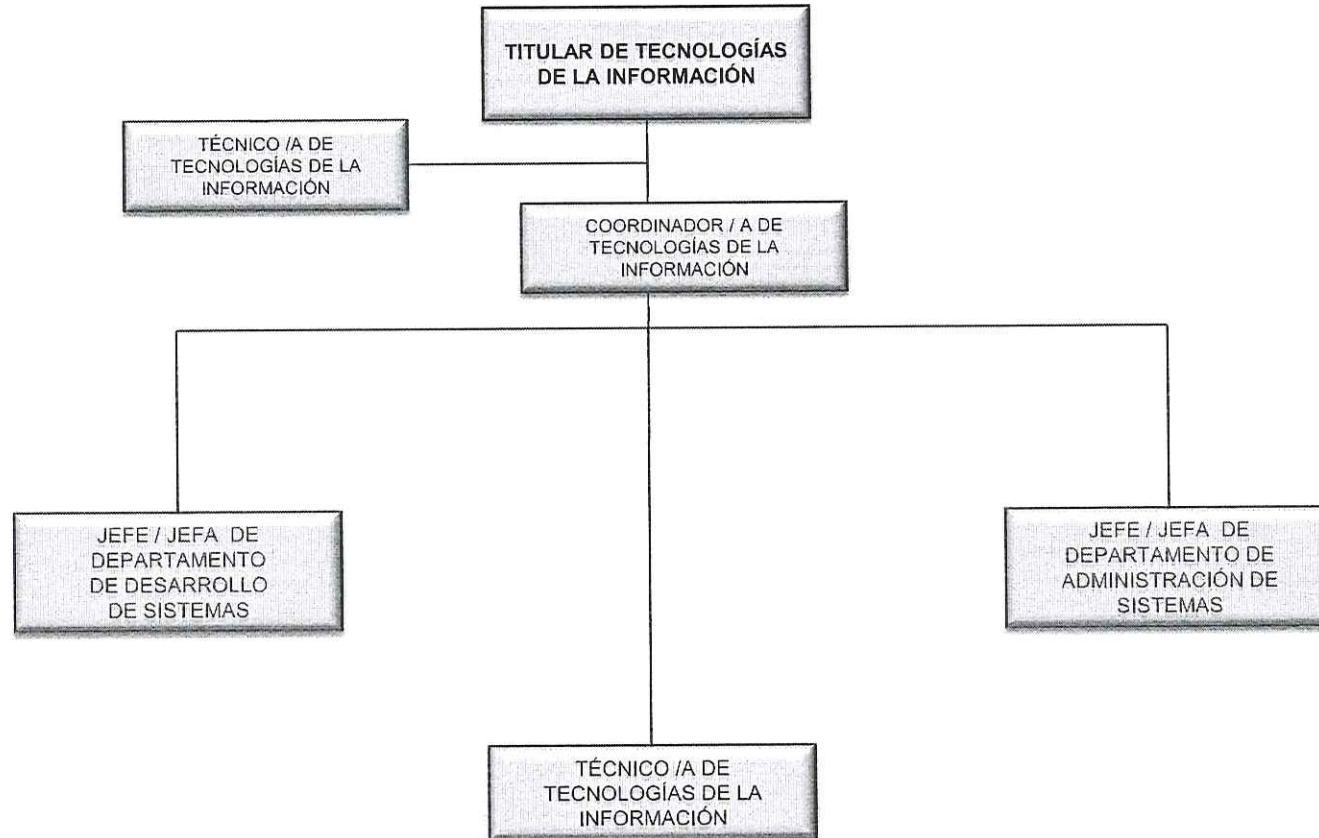 TITULAR DE TECNOLOGÍAS
DE LA INFORMACIÓN
TÉCNICO /A DE
TECNOLOGÍAS DE LA
INFORMACIÓN
COORDINADOR / A DE
TECNOLOGÍAS DE LA
INFORMACIÓN
JEFE / JEFA DE
DEPARTAMENTO
DE DESARROLLO
DE SISTEMAS
JEFE / JEFA DE
DEPARTAMENTO DE
ADMINISTRACIÓN DE
SISTEMAS
TÉCNICO /A DE
TECNOLOGÍAS DE LA
INFORMACIÓN